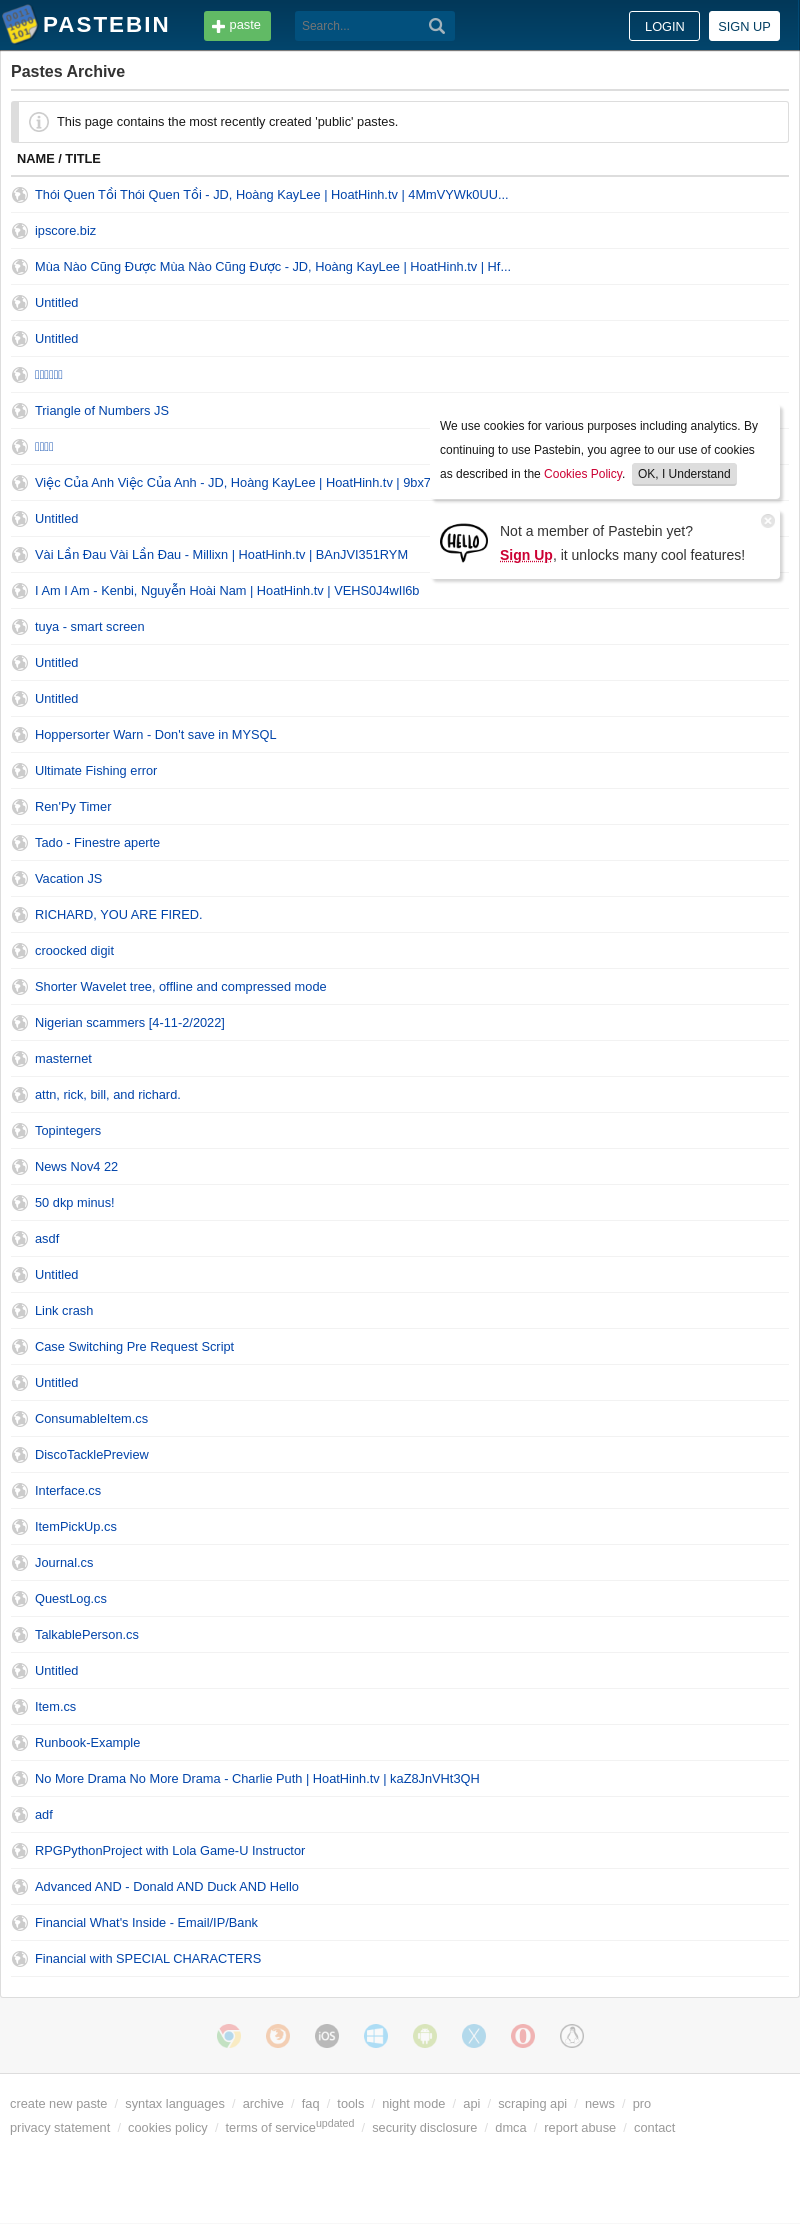 PASTEBIN
paste
Search...
LOGIN
SIGN UP
Pastes Archive
This page contains the most recently created 'public' pastes.
NAME / TITLE
Thói Quen Tồi Thói Quen Tồi - JD, Hoàng KayLee | HoatHinh.tv | 4MmVYWk0UU...
ipscore.biz
Mùa Nào Cũng Được Mùa Nào Cũng Được - JD, Hoàng KayLee | HoatHinh.tv | Hf...
Untitled
Untitled
Triangle of Numbers JS
Việc Của Anh Việc Của Anh - JD, Hoàng KayLee | HoatHinh.tv | 9bx7
Untitled
Vài Lần Đau Vài Lần Đau - Millixn | HoatHinh.tv | BAnJVI351RYM
I Am I Am - Kenbi, Nguyễn Hoài Nam | HoatHinh.tv | VEHS0J4wIl6b
We use cookies for various purposes including analytics. By
continuing to use Pastebin, you agree to our use of cookies
as described in the Cookies Policy. OK, I Understand
HELLO
Not a member of Pastebin yet?
Sign Up, it unlocks many cool features!
tuya - smart screen
Untitled
Untitled
Hoppersorter Warn - Don't save in MYSQL
Ultimate Fishing error
Ren'Py Timer
Tado - Finestre aperte
Vacation JS
RICHARD, YOU ARE FIRED.
croocked digit
Shorter Wavelet tree, offline and compressed mode
Nigerian scammers [4-11-2/2022]
masternet
attn, rick, bill, and richard.
Topintegers
News Nov4 22
50 dkp minus!
asdf
Untitled
Link crash
Case Switching Pre Request Script
Untitled
ConsumableItem.cs
DiscoTacklePreview
Interface.cs
ItemPickUp.cs
Journal.cs
QuestLog.cs
TalkablePerson.cs
Untitled
Item.cs
Runbook-Example
No More Drama No More Drama - Charlie Puth | HoatHinh.tv | kaZ8JnVHt3QH
adf
RPGPythonProject with Lola Game-U Instructor
Advanced AND - Donald AND Duck AND Hello
Financial What's Inside - Email/IP/Bank
Financial with SPECIAL CHARACTERS
iOS
create new paste / syntax languages / archive / faq / tools / night mode / api / scraping api / news / pro
privacy statement / cookies policy / terms of service updated / security disclosure / dmca / report abuse / contact